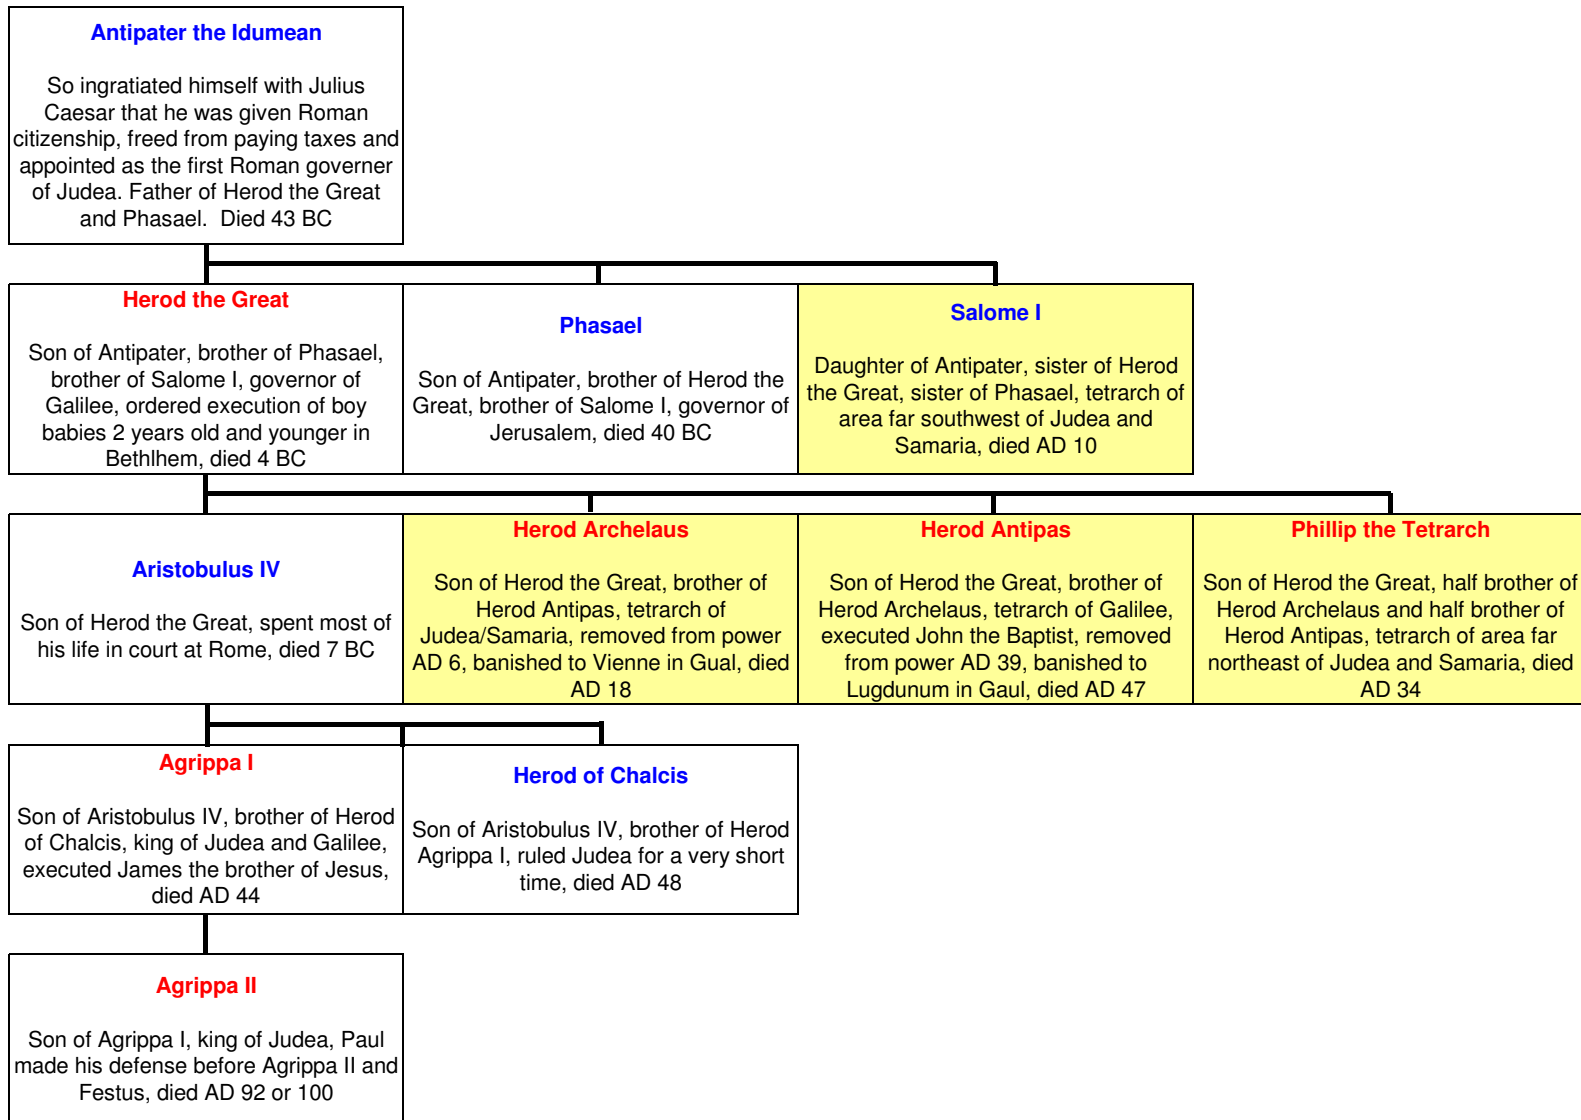 Antipater the Idumean
So ingratiated himself with Julius
Caesar that he was given Roman
citizenship, freed from paying taxes and
appointed as the first Roman governer
of Judea. Father of Herod the Great
and Phasael.  Died 43 BC
Herod the Great
Son of Antipater, brother of Phasael,
brother of Salome I, governor of
Galilee, ordered execution of boy
babies 2 years old and younger in
Bethlhem, died 4 BC
Phasael
Son of Antipater, brother of Herod the
Great, brother of Salome I, governor of
Jerusalem, died 40 BC
Salome I
Daughter of Antipater, sister of Herod
the Great, sister of Phasael, tetrarch of
area far southwest of Judea and
Samaria, died AD 10
Aristobulus IV
Son of Herod the Great, spent most of
his life in court at Rome, died 7 BC
Herod Archelaus
Son of Herod the Great, brother of
Herod Antipas, tetrarch of
Judea/Samaria, removed from power
AD 6, banished to Vienne in Gual, died
AD 18
Herod Antipas
Son of Herod the Great, brother of
Herod Archelaus, tetrarch of Galilee,
executed John the Baptist, removed
from power AD 39, banished to
Lugdunum in Gaul, died AD 47
Phillip the Tetrarch
Son of Herod the Great, half brother of
Herod Archelaus and half brother of
Herod Antipas, tetrarch of area far
northeast of Judea and Samaria, died
AD 34
Agrippa I
Son of Aristobulus IV, brother of Herod
of Chalcis, king of Judea and Galilee,
executed James the brother of Jesus,
died AD 44
Herod of Chalcis
Son of Aristobulus IV, brother of Herod
Agrippa I, ruled Judea for a very short
time, died AD 48
Agrippa II
Son of Agrippa I, king of Judea, Paul
made his defense before Agrippa II and
Festus, died AD 92 or 100